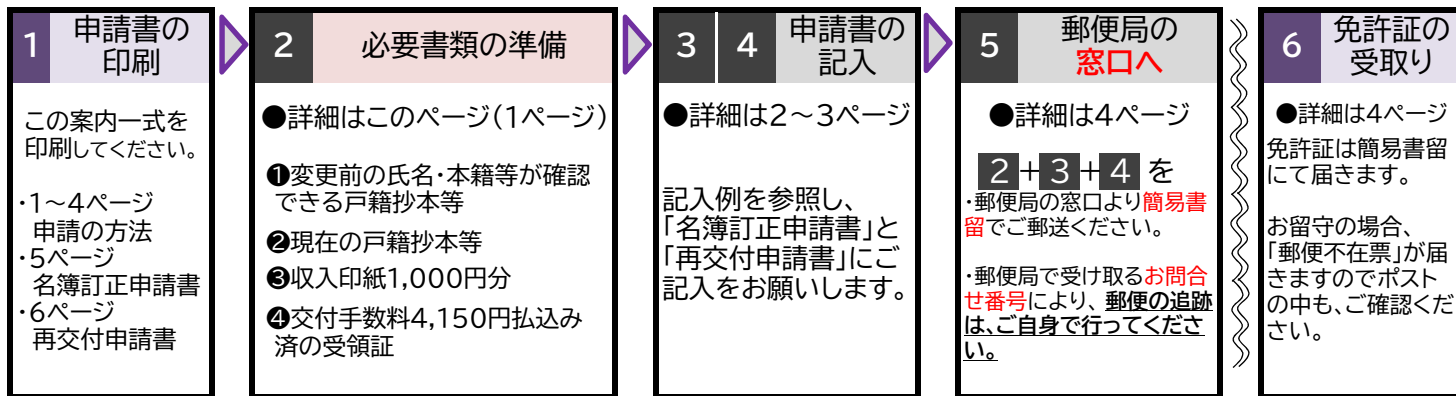 1
申請書の
印刷
この案内一式を
印刷してください。
・1～4ページ
申請の方法
・5ページ
名簿訂正申請書
・6ページ
再交付申請書
2
必要書類の準備
●詳細はこのページ(1ページ)
❶変更前の氏名・本籍等が確認
できる戸籍抄本等
❷現在の戸籍抄本等
❸収入印紙1,000円分
❹交付手数料4,150円払込み
済の受領証
3 4
申請書の
記入
●詳細は2～3ページ
記入例を参照し、
「名簿訂正申請書」と
「再交付申請書」にご
記入をお願いします。
5
郵便局の
窓口へ
●詳細は4ページ
2+3+4 を
・郵便局の窓口より簡易書
留でご郵送ください。
・郵便局で受け取るお問合
せ番号により、郵便の追跡
は、ご自身で行ってくださ
い。
6
免許証の
受取り
●詳細は4ページ
免許証は簡易書留
にて届きます。
お留守の場合、
「郵便不在票」が届
きますのでポスト
の中も、ご確認くだ
さい。